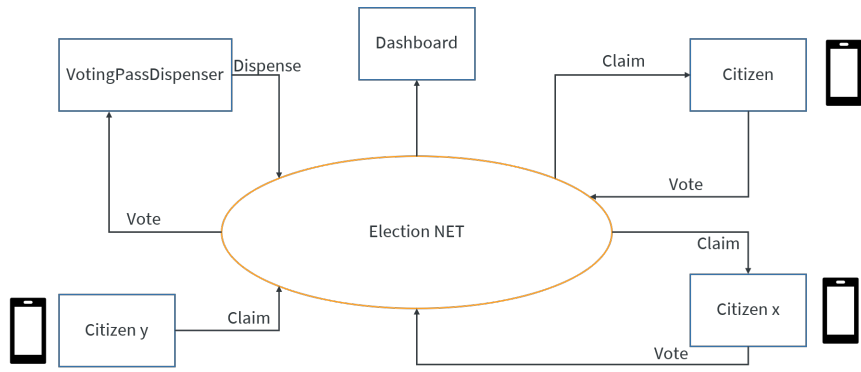 Dashboard
VotingPassDispenser
Dispense
Claim
Citizen
Vote
Vote
Election NET
Claim
Citizen x
Claim
Citizen y
Vote